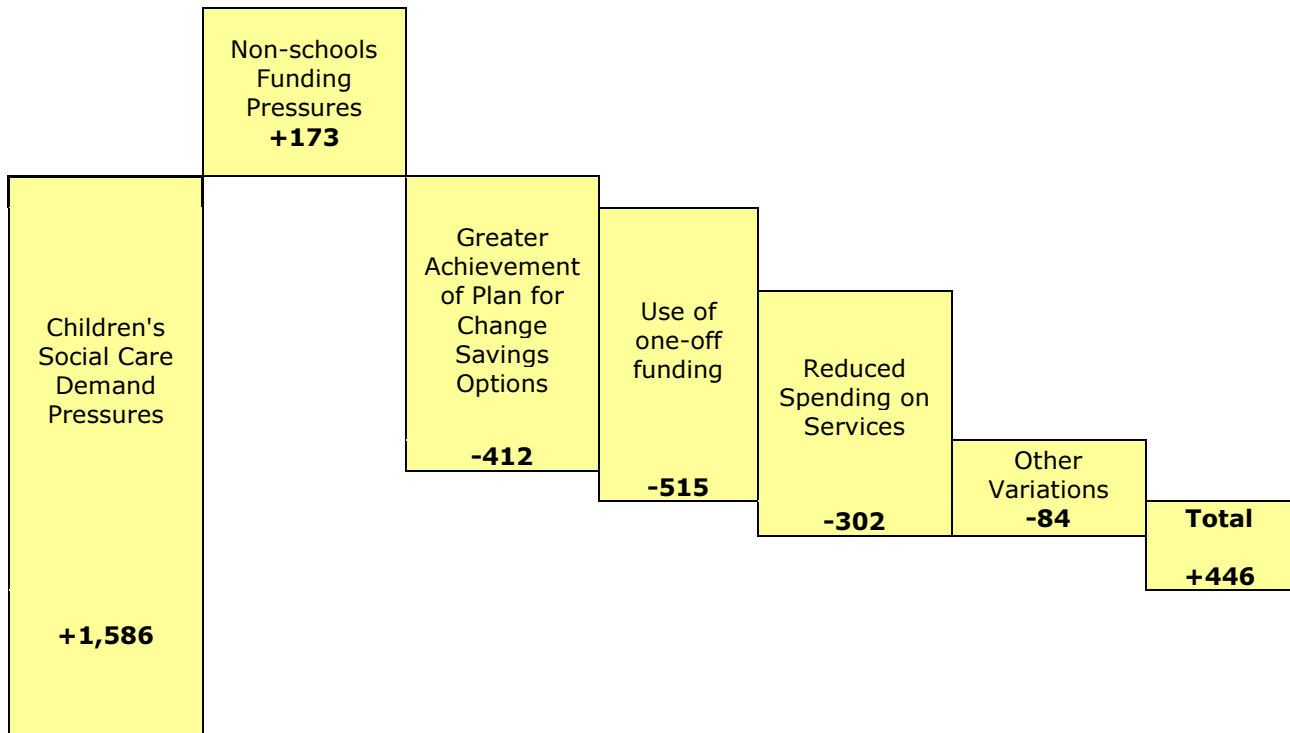 Non-schools
Funding
Pressures
+173
Children's
Social Care
Demand
Pressures
+1,586
Greater
Achievement
of Plan for
Change
Savings
Options
-412
Use of
one-off
funding
-515
Reduced
Spending on
Services
-302
Other
Variations
-84
Total
+446